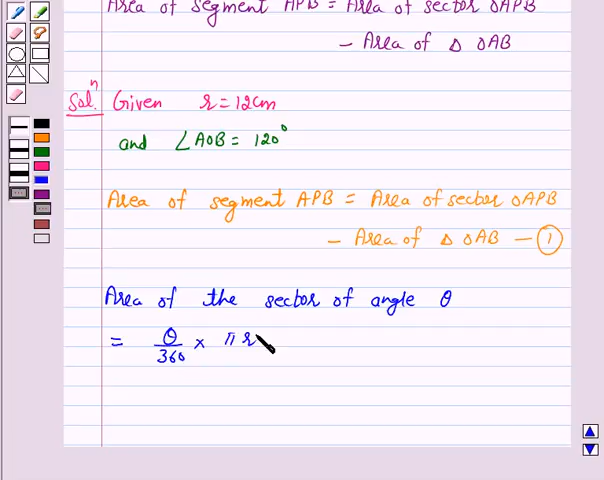 Area of segment APB = Area of sector OAPB
- Area of △ OAB
Solⁿ Given r = 12cm
and ∠AOB = 120°
Area of segment APB = Area of sector OAPB
- Area of △ OAB - ①
Area of the sector of angle θ
= θ/360 × πr